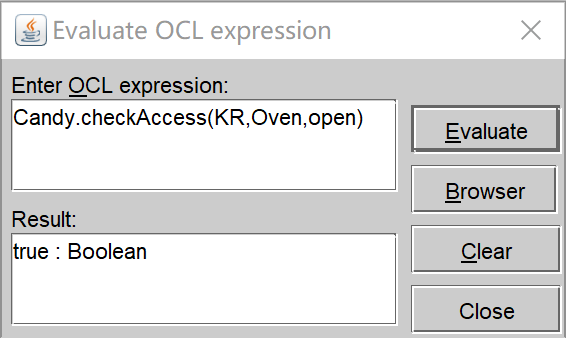 Evaluate OCL expression
Enter OCL expression:
Candy.checkAccess(KR,Oven,open)
Evaluate
Browser
Result:
true : Boolean
Clear
Close